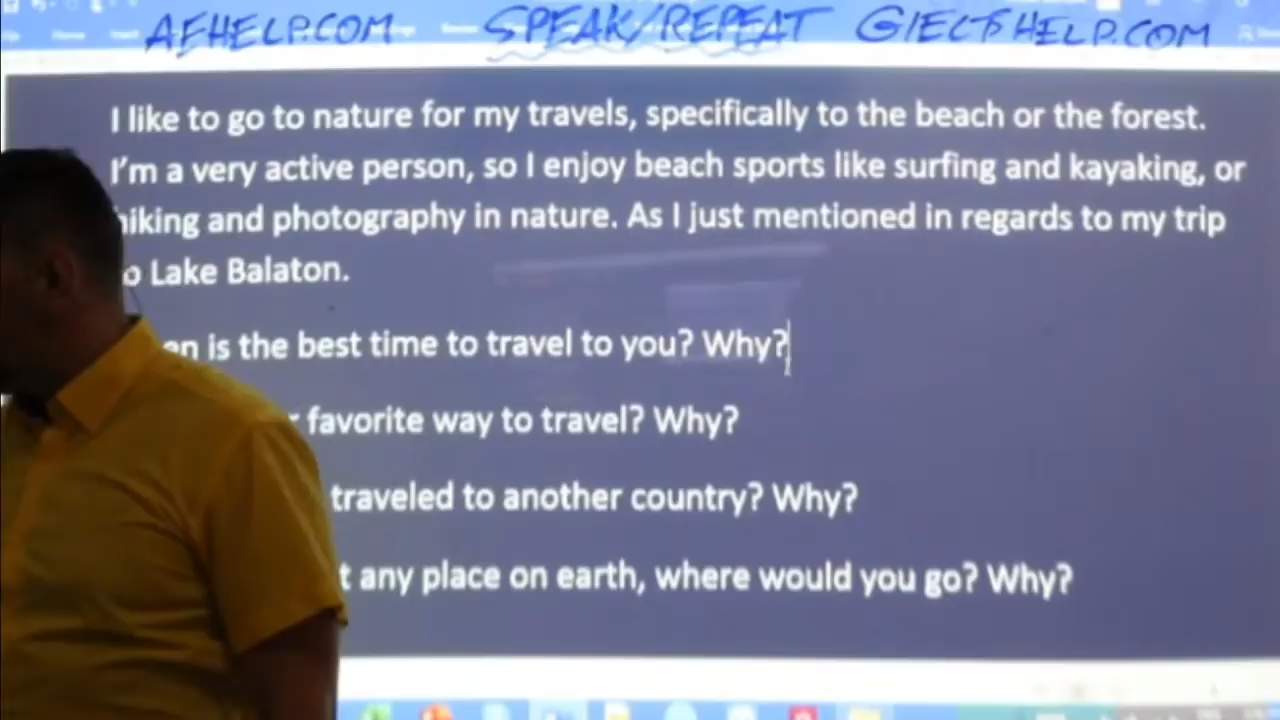 AEHELP.COM SPEAK/REPEAT GIELTSHELP.COM
I like to go to nature for my travels, specifically to the beach or the forest.
I'm a very active person, so I enjoy beach sports like surfing and kayaking, or
hiking and photography in nature. As I just mentioned in regards to my trip
o Lake Balaton.
en is the best time to travel to you? Why?
r favorite way to travel? Why?
traveled to another country? Why?
t any place on earth, where would you go? Why?